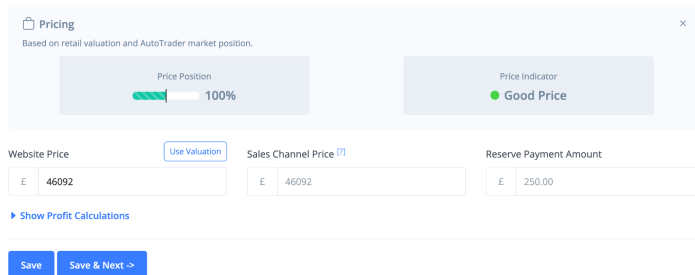 Pricing
×
Based on retail valuation and AutoTrader market position.
Price Position
100%
Price Indicator
Good Price
Website Price
Use Valuation
£ 46092
Sales Channel Price [?]
£ 46092
Reserve Payment Amount
£ 250.00
Show Profit Calculations
Save
Save & Next ->